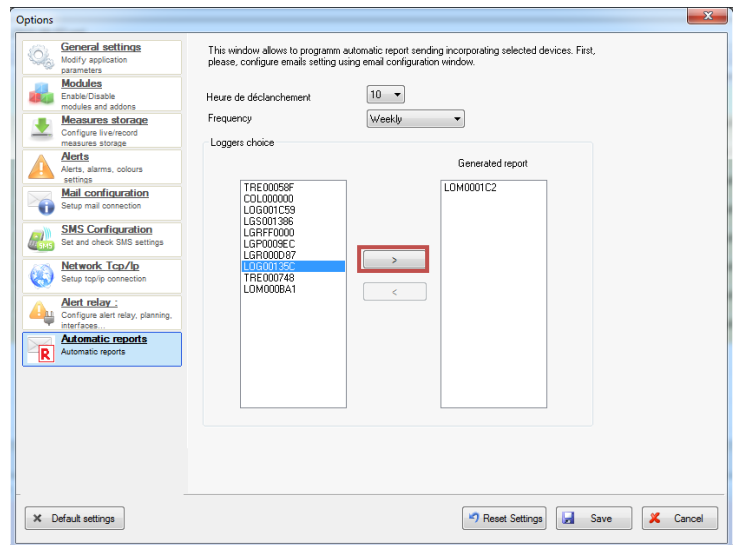 Options
General settings
Modify application
parameters
Modules
Enable/Disable
modules and addons
Measures storage
Configure live/record
measures storage
Alerts
Alerts, alarms, colours
settings
Mail configuration
Setup mail connection
SMS Configuration
Set and check SMS settings
Network Tcp/Ip
Setup tcp/ip connection
Alert relay :
Configure alert relay, planning,
interfaces...
Automatic reports
Automatic reports
This window allows to programm automatic report sending incorporating selected devices. First,
please, configure emails setting using email configuration window.
Heure de déclanchement
10
Frequency
Weekly
Loggers choice
Generated report
TRE00058F
COL000000
LOG001C59
LGS001386
LGRFF0000
LGP0009EC
LGR000D87
LOG00135C
TRE000748
LOM000BA1
>
<
LOM0001C2
Default settings
Reset Settings
Save
Cancel